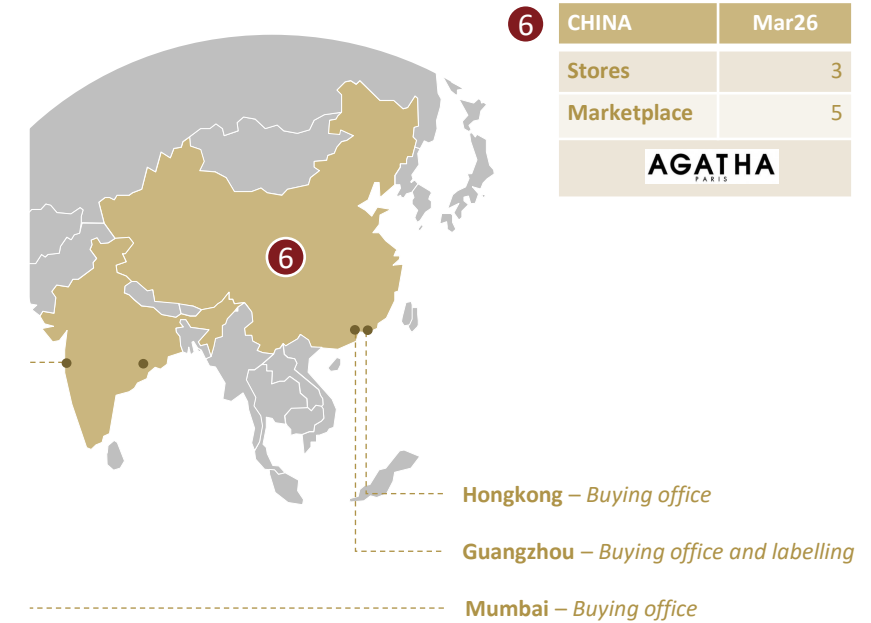 6 CHINA Mar26
Stores 3
Marketplace 5
AGATHA
PARIS
6
Hongkong – Buying office
Guangzhou – Buying office and labelling
Mumbai – Buying office